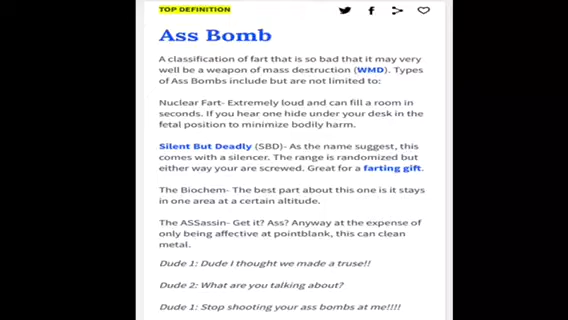 TOP DEFINITION
Ass Bomb
A classification of fart that is so bad that it may very
well be a weapon of mass destruction (WMD). Types
of Ass Bombs include but are not limited to:
Nuclear Fart- Extremely loud and can fill a room in
seconds. If you hear one hide under your desk in the
fetal position to minimize bodily harm.
Silent But Deadly (SBD)- As the name suggest, this
comes with a silencer. The range is randomized but
either way your are screwed. Great for a farting gift.
The Biochem- The best part about this one is it stays
in one area at a certain altitude.
The ASSassin- Get it? Ass? Anyway at the expense of
only being affective at pointblank, this can clean
metal.
Dude 1: Dude I thought we made a truse!!
Dude 2: What are you talking about?
Dude 1: Stop shooting your ass bombs at me!!!!